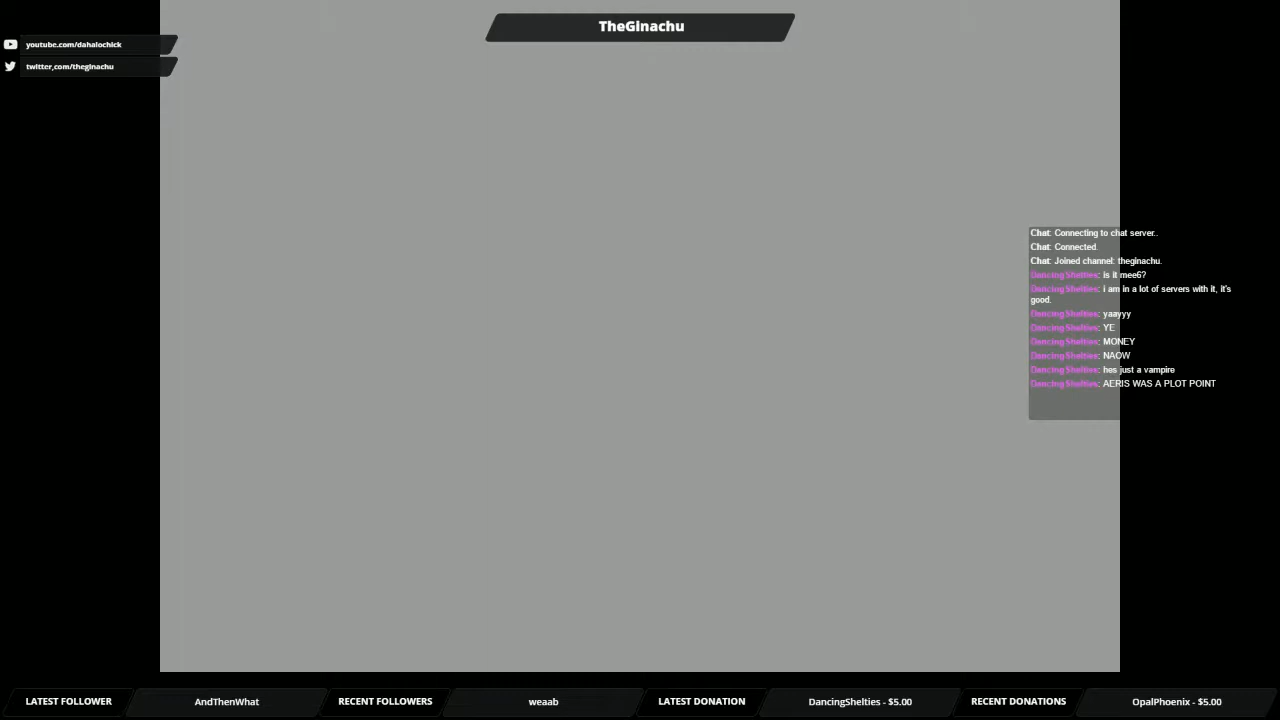 TheGinachu
youtube.com/dahalochick
twitter,com/theginachu
Chat: Connecting to chat server..
Chat: Connected.
Chat: Joined channel: theginachu.
DancingShelties: is it mee6?
DancingShelties: i am in a lot of servers with it, it's
good.
DancingShelties: yaayyy
DancingShelties: YE
DancingShelties: MONEY
DancingShelties: NAOW
DancingShelties: hes just a vampire
DancingShelties: AERIS WAS A PLOT POINT
LATEST FOLLOWER AndThenWhat RECENT FOLLOWERS weaab LATEST DONATION DancingShelties - $5.00 RECENT DONATIONS OpalPhoenix - $5.00